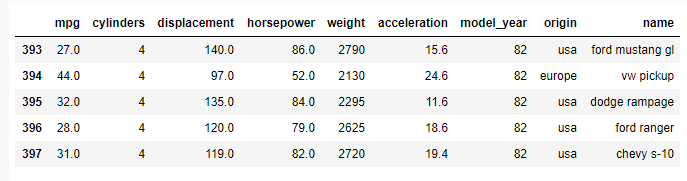 mpg cylinders displacement horsepower weight acceleration model_year origin name
393 27.0 4 140.0 86.0 2790 15.6 82 usa ford mustang gl
394 44.0 4 97.0 52.0 2130 24.6 82 europe vw pickup
395 32.0 4 135.0 84.0 2295 11.6 82 usa dodge rampage
396 28.0 4 120.0 79.0 2625 18.6 82 usa ford ranger
397 31.0 4 119.0 82.0 2720 19.4 82 usa chevy s-10